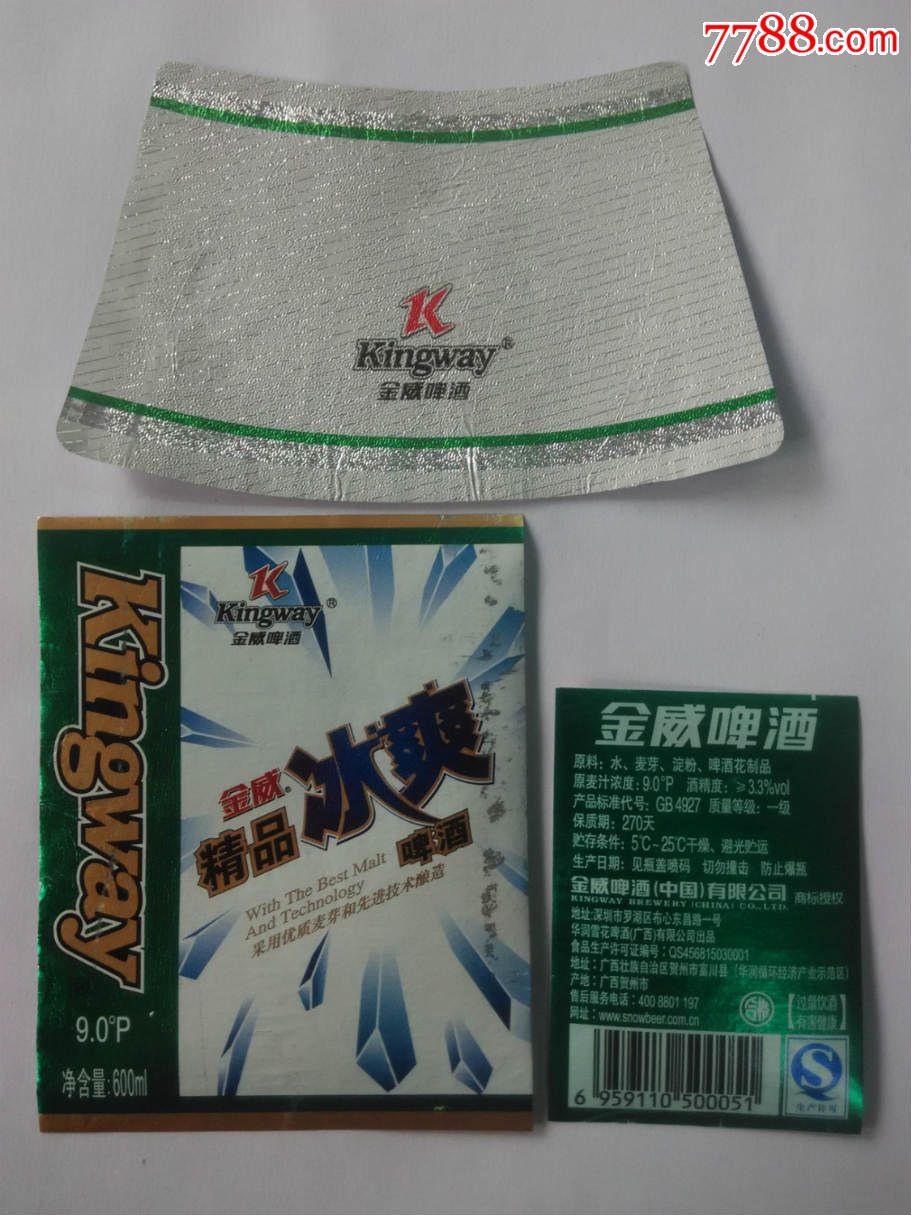 7788.com
K
Kingway®
金威啤酒
Kingway
9.0°P
净含量:600ml
K
Kingway®
金威啤酒
金威® 冰爽
精品 啤酒
With The Best Malt
And Technology
采用优质麦芽和先进技术酿造
金威啤酒
原料: 水、麦芽、淀粉、啤酒花制品
原麦汁浓度: 9.0°P 酒精度: ≥3.3%vol
产品标准代号: GB 4927 质量等级: 一级
保质期: 270天
贮存条件: 5℃~25℃干燥、避光贮运
生产日期: 见瓶盖喷码 切勿撞击 防止爆瓶
金威啤酒(中国)有限公司 商标授权
KINGWAY BREWERY (CHINA) CO., LTD.
地址:深圳市罗湖区布心东昌路一号
华润雪花啤酒(广西)有限公司出品
食品生产许可证编号: QS456815030001
地址: 广西壮族自治区贺州市富川县 (华润循环经济产业示范区)
产地: 广西贺州市
售后服务电话: 400 8801 197
网址: www.snowbeer.com.cn
【过量饮酒
有害健康】
6 959110 500051
生产许可